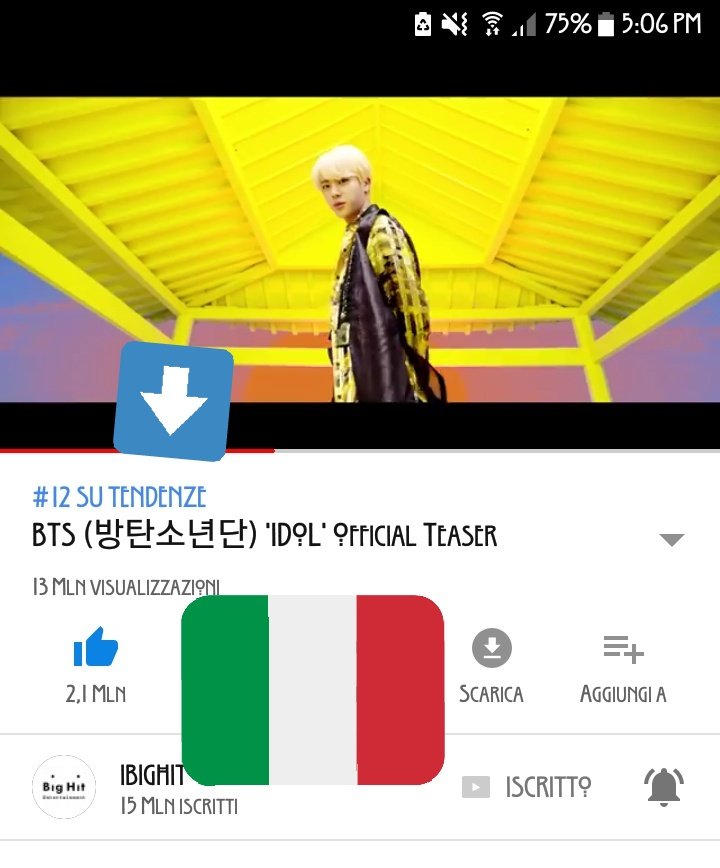 75% 5:06 PM
#12 SU TENDENZE
BTS (방탄소년단) 'IDOL' OFFICIAL TEASER
13 MLN VISUALIZZAZIONI
2,1 MLN
SCARICA
AGGIUNGI A
Big Hit
Entertainment
IBIGHIT
15 MLN ISCRITTI
ISCRITTO